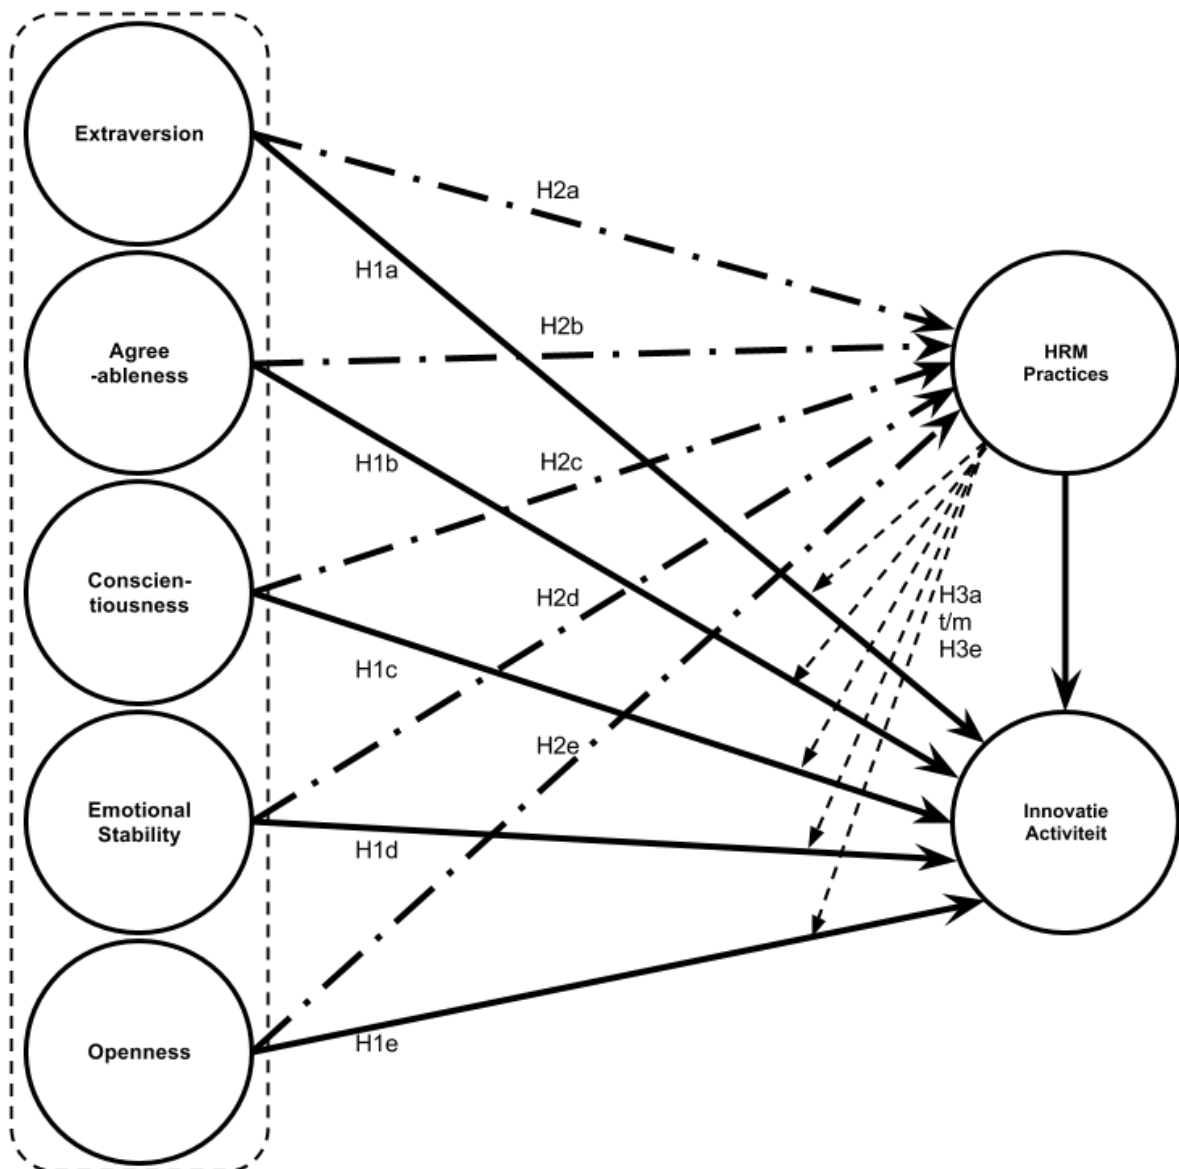 Extraversion
H2a
H1a
Agree
-ableness
H2b
HRM
Practices
H1b
H2c
Conscien-
tiousness
H2d
H3a
t/m
H3e
H1c
H2e
Emotional
Stability
Innovatie
Activiteit
H1d
Openness
H1e